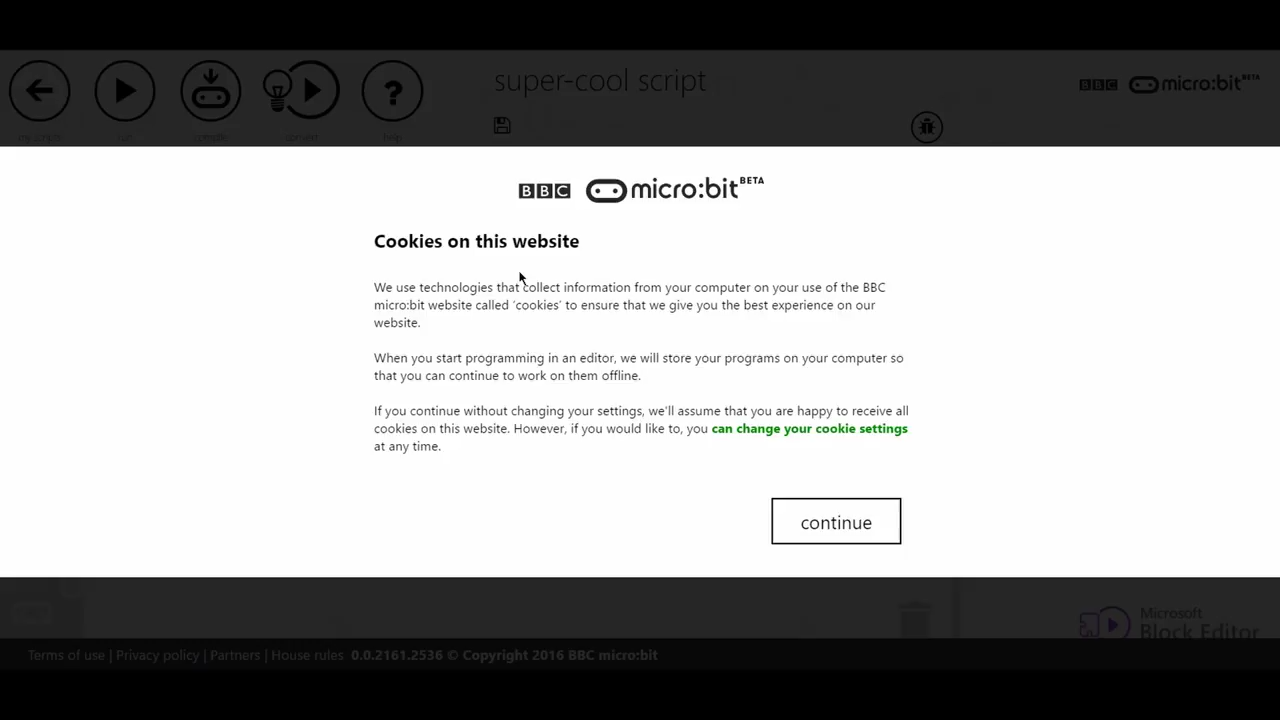 super-cool script
BBC micro:bit BETA
my scripts run compile convert help
BBC micro:bit BETA
Cookies on this website
We use technologies that collect information from your computer on your use of the BBC
micro:bit website called ‘cookies’ to ensure that we give you the best experience on our
website.
When you start programming in an editor, we will store your programs on your computer so
that you can continue to work on them offline.
If you continue without changing your settings, we'll assume that you are happy to receive all
cookies on this website. However, if you would like to, you can change your cookie settings
at any time.
continue
Microsoft
Block Editor
Terms of use | Privacy policy | Partners | House rules 0.0.2161.2536 © Copyright 2016 BBC micro:bit